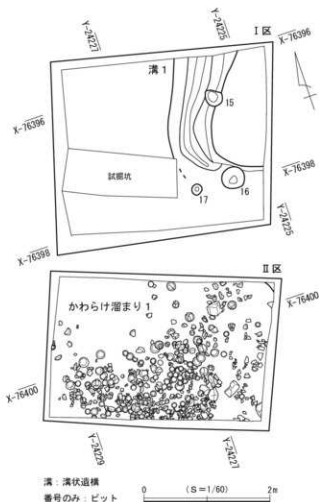 Ⅰ区
Y-24227
Y-24225
X-76396
溝1
15
X-76396
試掘坑
17
16
X-76398
X-76398
Y-24225
Ⅱ区
かわらけ溜まり1
X-76400
X-76400
Y-24229
Y-24227
溝：溝状遺構
番号のみ：ピット
0 (S=1/60) 2m